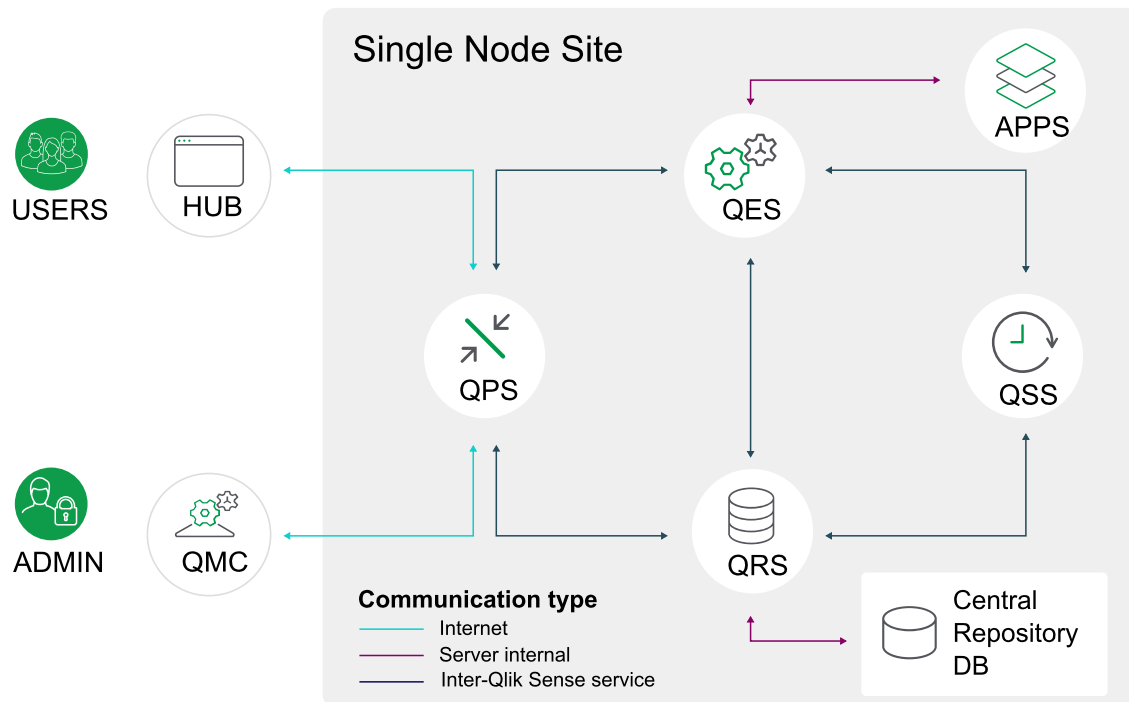 Single Node Site
APPS
USERS
HUB
QES
QPS
QSS
ADMIN
QMC
QRS
Communication type
Internet
Server internal
Inter-Qlik Sense service
Central
Repository
DB